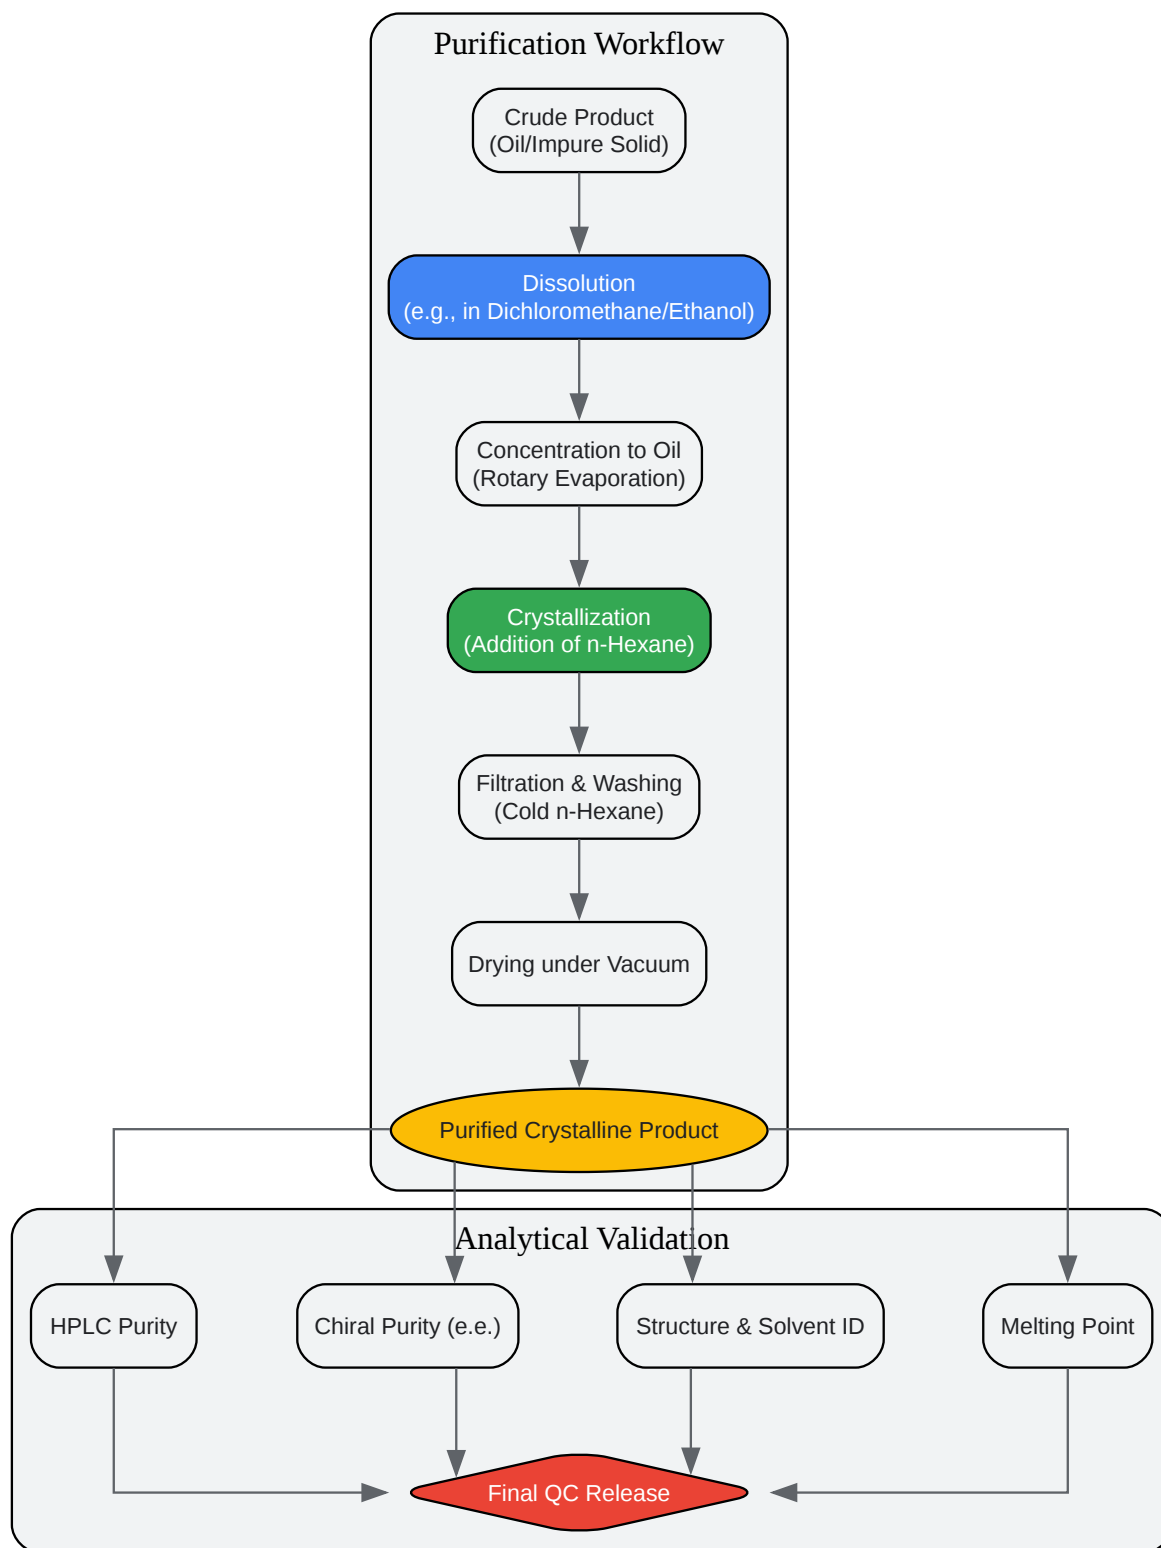 Purification Workflow
Crude Product
(Oil/Impure Solid)
Dissolution
(e.g., in Dichloromethane/Ethanol)
Concentration to Oil
(Rotary Evaporation)
Crystallization
(Addition of n-Hexane)
Filtration & Washing
(Cold n-Hexane)
Drying under Vacuum
Purified Crystalline Product
Analytical Validation
HPLC Purity
Chiral Purity (e.e.)
Structure & Solvent ID
Melting Point
Final QC Release